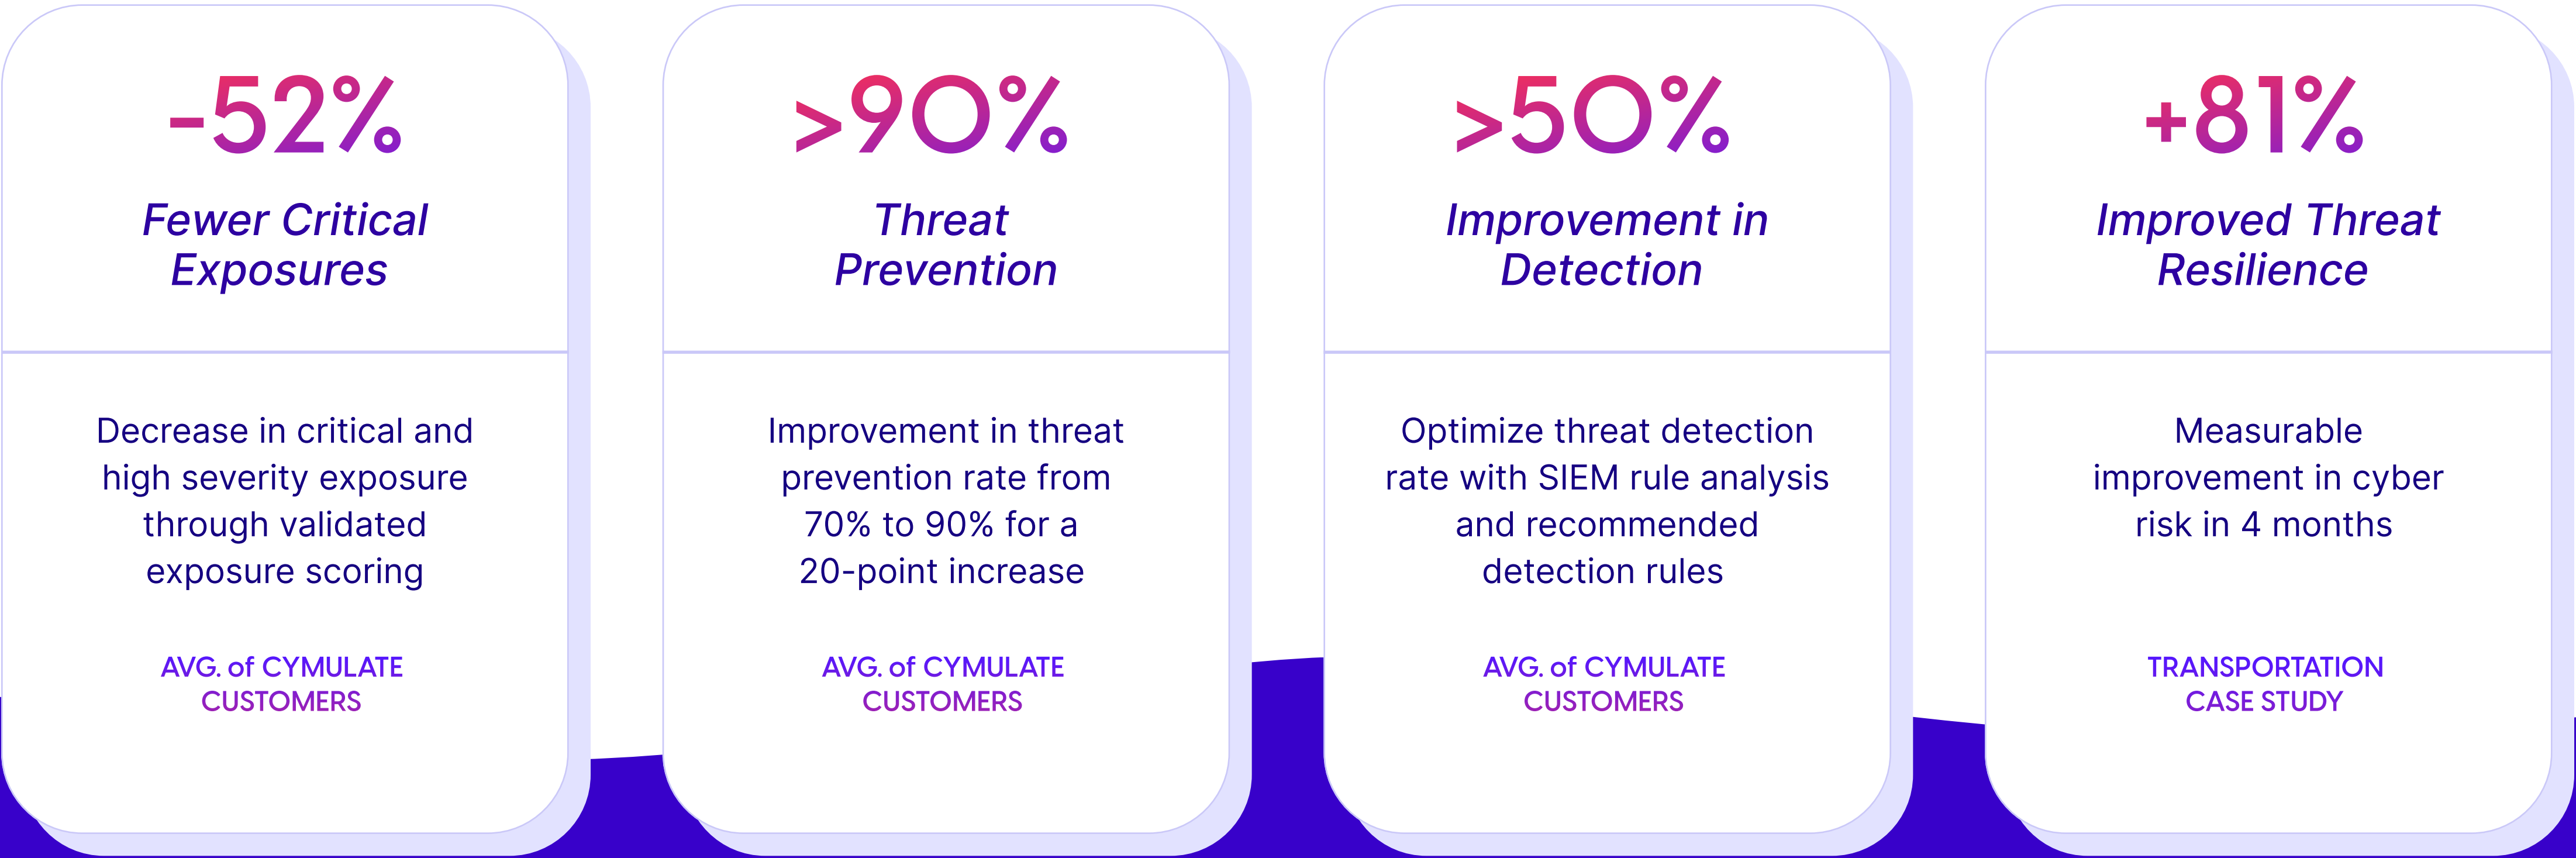 -52%
Fewer Critical
Exposures
Decrease in critical and
high severity exposure
through validated
exposure scoring
AVG. of CYMULATE
CUSTOMERS
>90%
Threat
Prevention
Improvement in threat
prevention rate from
70% to 90% for a
20-point increase
AVG. of CYMULATE
CUSTOMERS
>50%
Improvement in
Detection
Optimize threat detection
rate with SIEM rule analysis
and recommended
detection rules
AVG. of CYMULATE
CUSTOMERS
+81%
Improved Threat
Resilience
Measurable
improvement in cyber
risk in 4 months
TRANSPORTATION
CASE STUDY